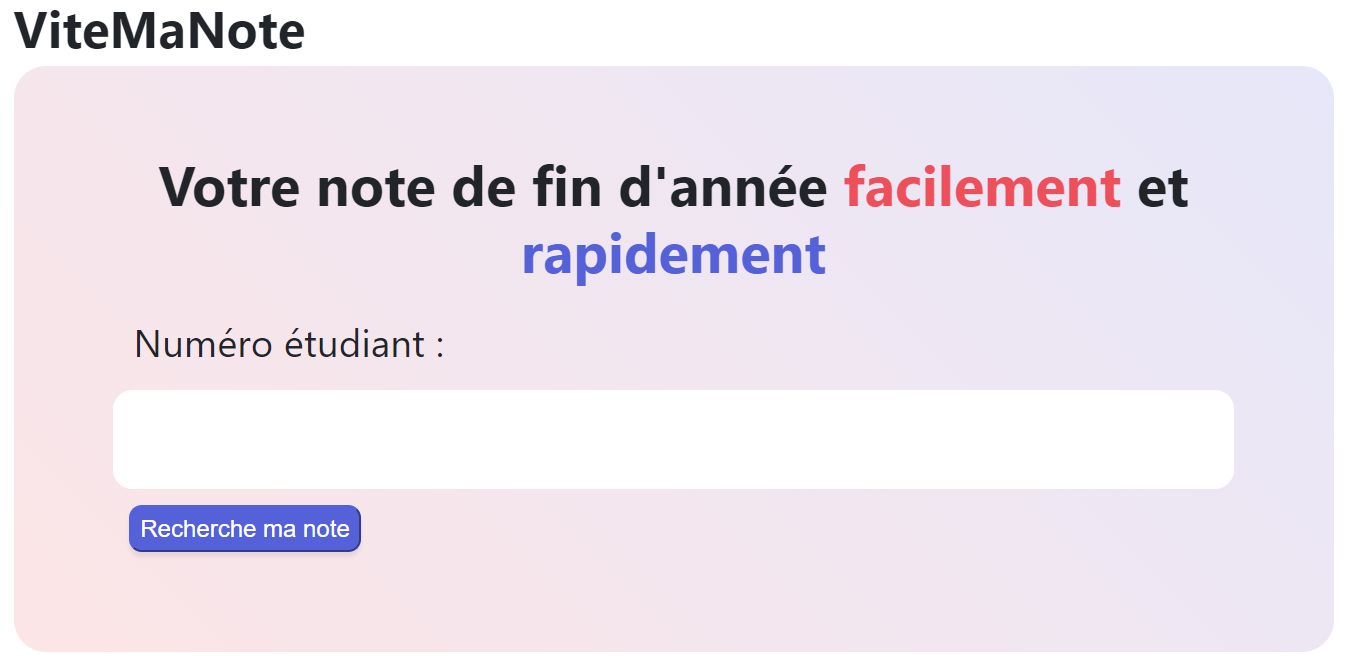 ViteMaNote
Votre note de fin d'année facilement et
rapidement
Numéro étudiant :
Recherche ma note